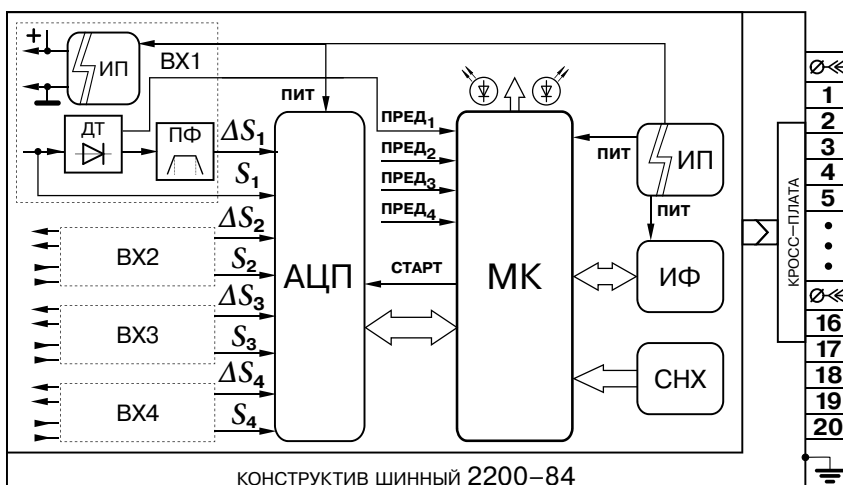 +
ИП
ВХ1
ДТ
ПФ
ΔS1
S1
ΔS2
ВХ2
S2
ΔS3
ВХ3
S3
ΔS4
ВХ4
S4
ПИТ
АЦП
ПРЕД1
ПРЕД2
ПРЕД3
ПРЕД4
СТАРТ
МК
ПИТ
ИП
ПИТ
ИФ
СНХ
КРОСС–ПЛАТА
1
2
3
4
5
16
17
18
19
20
КОНСТРУКТИВ ШИННЫЙ 2200–84